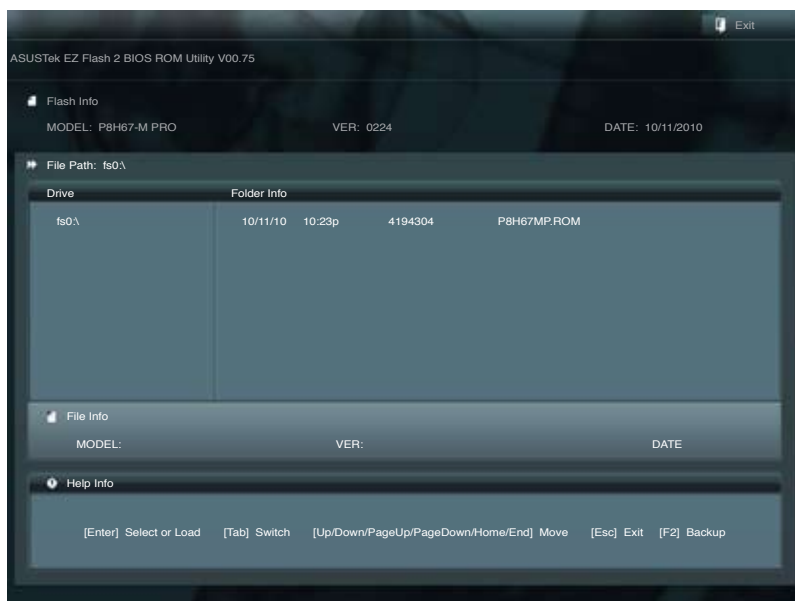 Exit
ASUSTek EZ Flash 2 BIOS ROM Utility V00.75
Flash Info
MODEL: P8H67-M PRO VER: 0224 DATE: 10/11/2010
File Path: fs0:\
Drive Folder Info
fs0:\ 10/11/10 10:23p 4194304 P8H67MP.ROM
File Info
MODEL: VER: DATE
Help Info
[Enter] Select or Load [Tab] Switch [Up/Down/PageUp/PageDown/Home/End] Move [Esc] Exit [F2] Backup